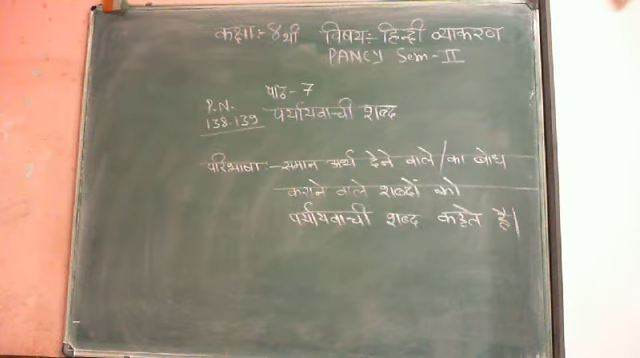 कक्षाः- ४थी विषयः- हिन्दी व्याकरण
PANCY Sem-II
पाठ-7
P.N.
138-139 पर्यायवाची शब्द
परिभाषा - समान अर्थ देने वाले/का बोध
कराने वाले शब्दों को
पर्यायवाची शब्द कहते है|